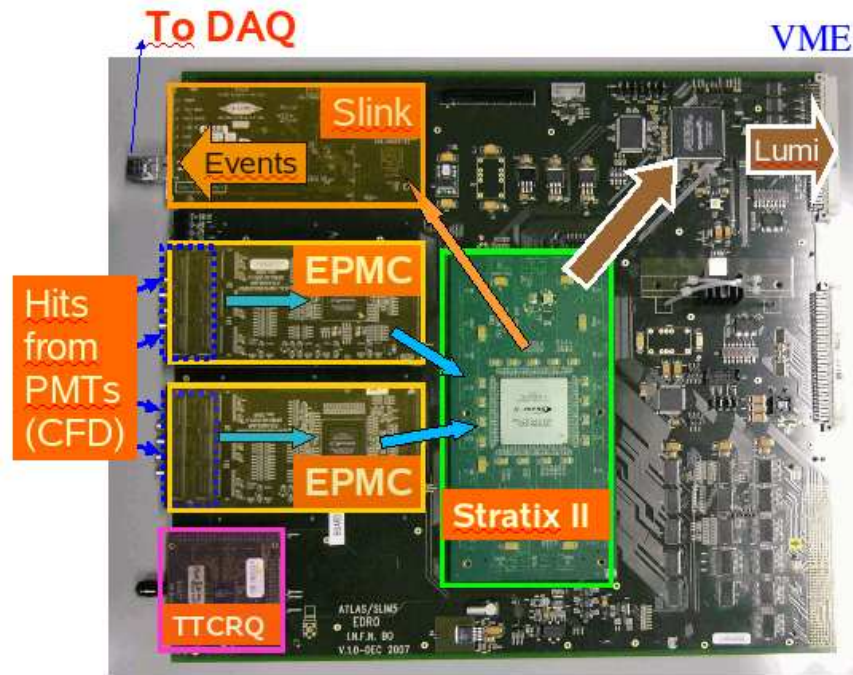 To DAQ
VME
Slink
Events
Lumi
EPMC
Hits
from
PMTs
(CFD)
EPMC
Stratix II
TTCRQ
ATLAS/SLIM5
EDRO
I.N.F.N. BO
V.1.0-DEC 2007